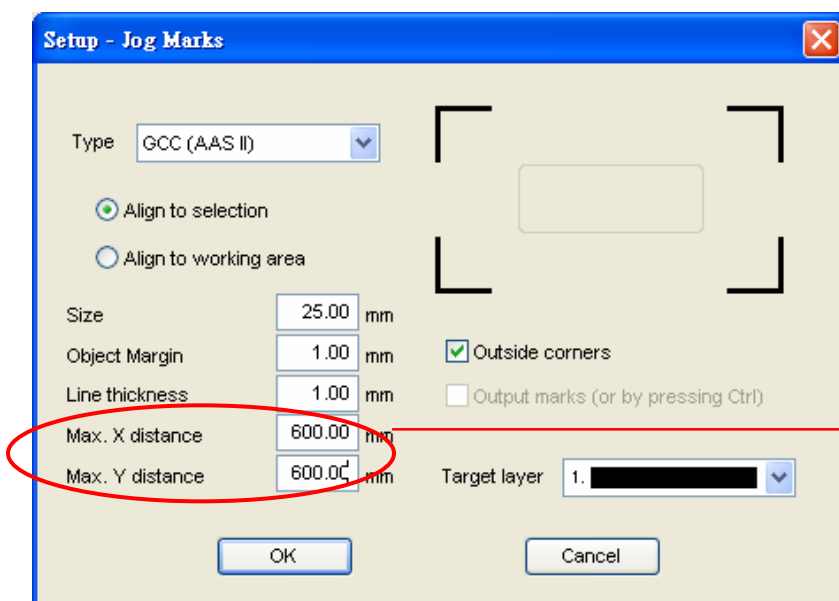 Setup - Jog Marks
Type GCC (AAS II)
Align to selection
Align to working area
Size 25.00 mm
Object Margin 1.00 mm
Outside corners
Line thickness 1.00 mm
Output marks (or by pressing Ctrl)
Max. X distance 600.00 mm
Max. Y distance 600.00 mm
Target layer 1.
OK Cancel